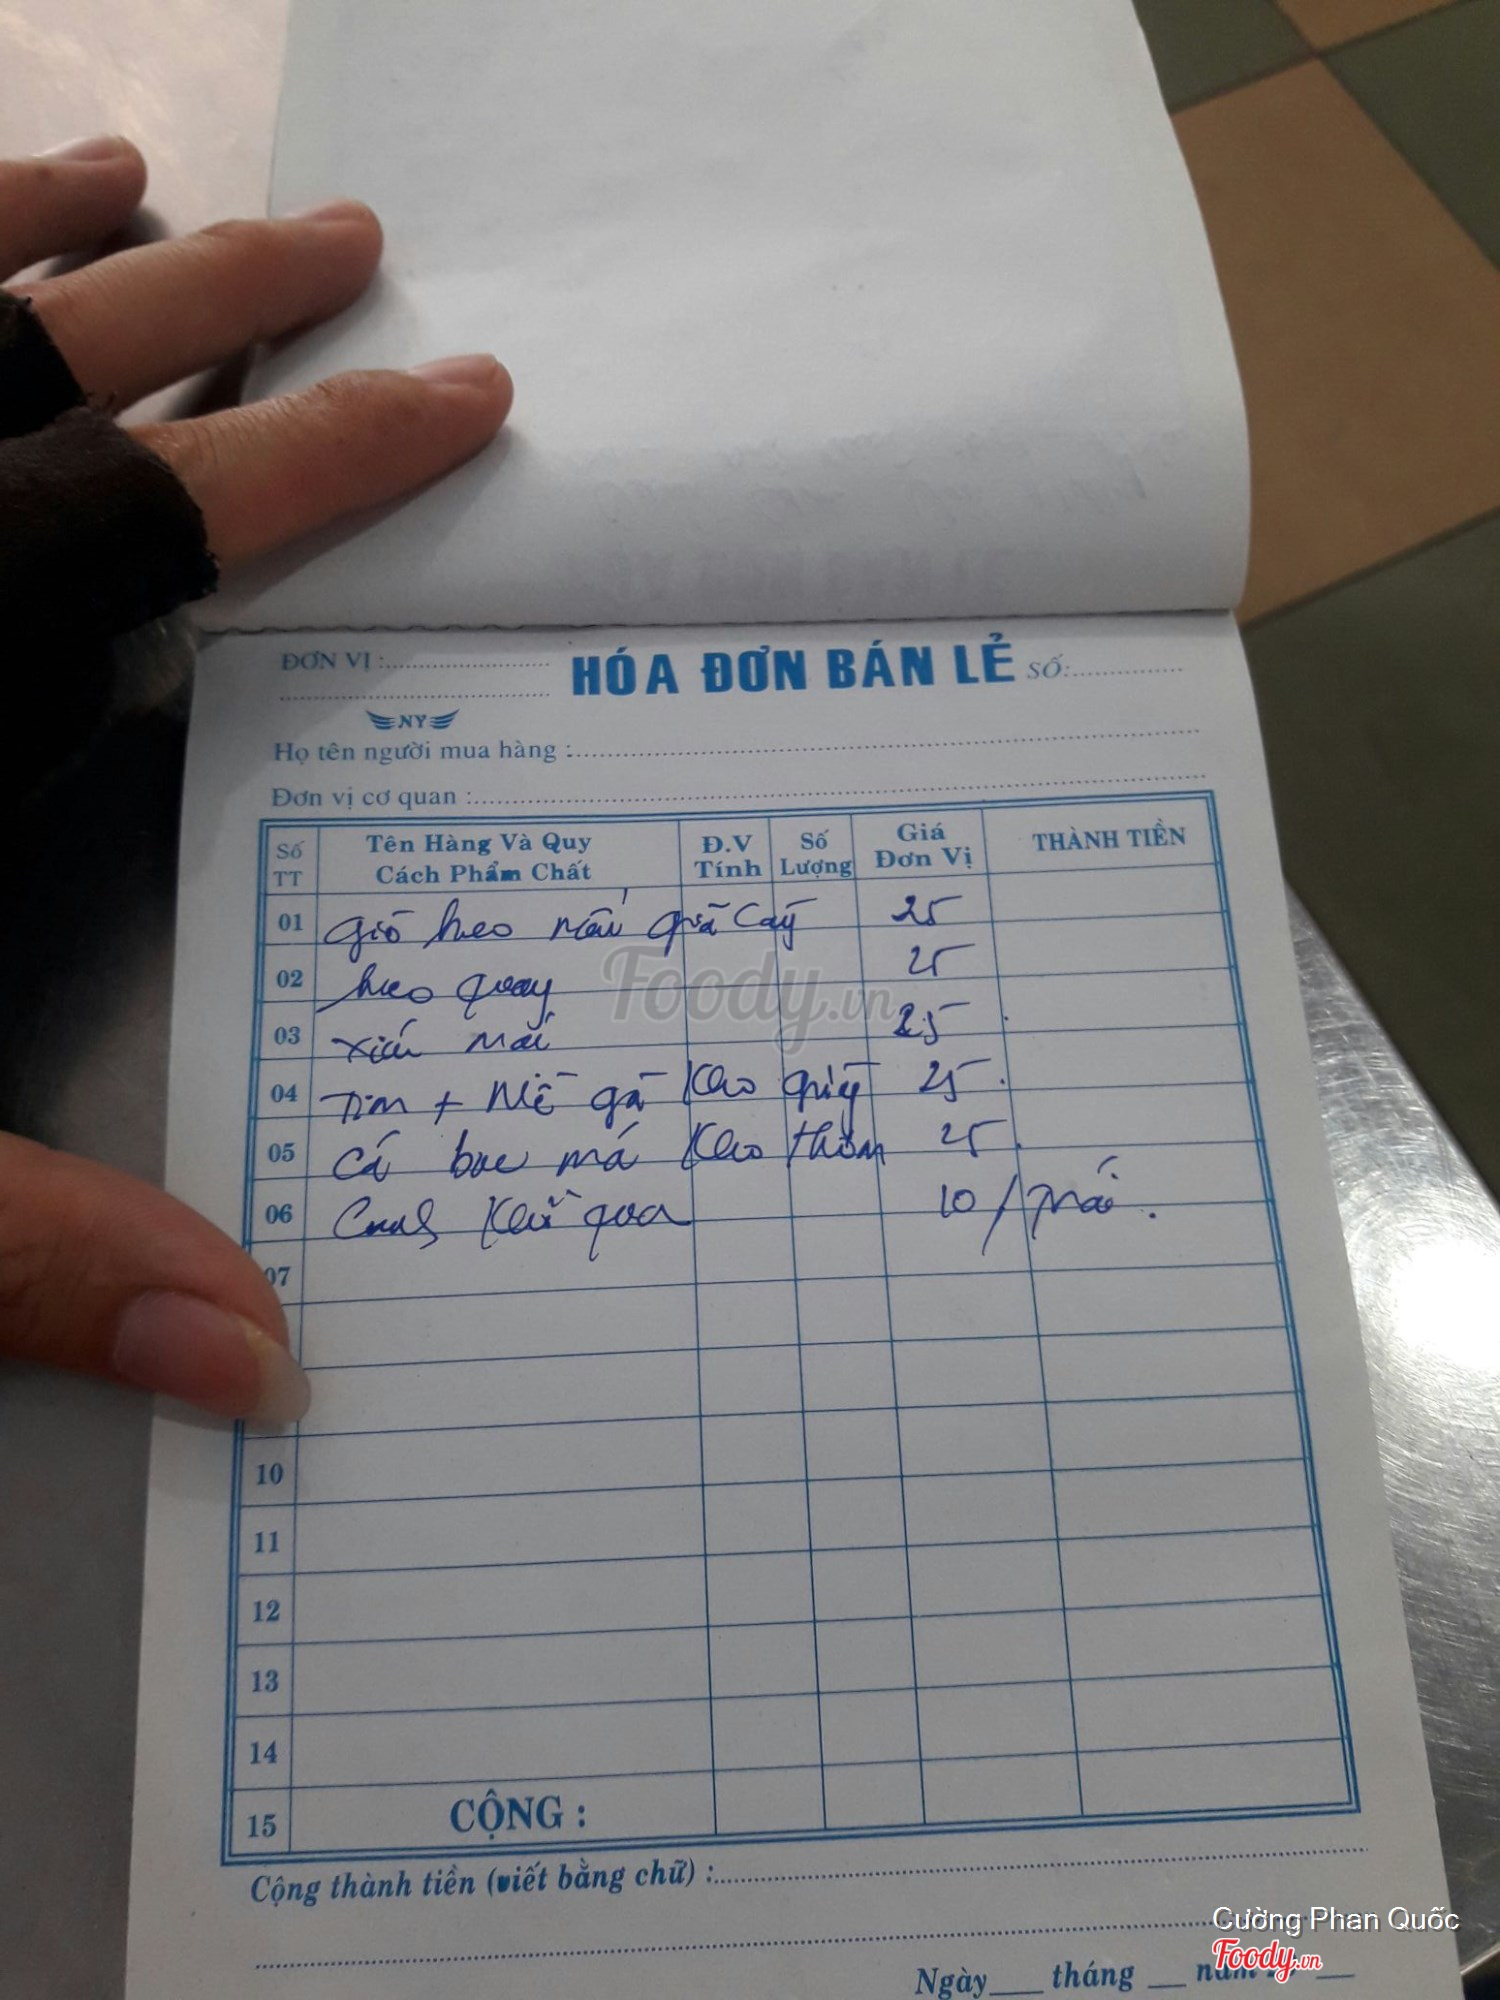 ĐƠN VỊ :
HÓA ĐƠN BÁN LẺ
SỐ:
NY
Họ tên người mua hàng :
Đơn vị cơ quan :
Số TT Tên Hàng Và Quy Cách Phẩm Chất Đ.V Tính Số Lượng Giá Đơn Vị THÀNH TIỀN
01 giò heo nấu quả cay 25
02 heo quay 25
03 xíu mại 25
04 Tim + Mề gà kho 25.
05 Cá bạc má kho thơm 25.
06 Canh khổ qua 10/trái.
07
10
11
12
13
14
15 CỘNG :
Cộng thành tiền (viết bằng chữ) :
Ngày tháng năm
Foody.vn
Cường Phan Quốc
Foody.vn